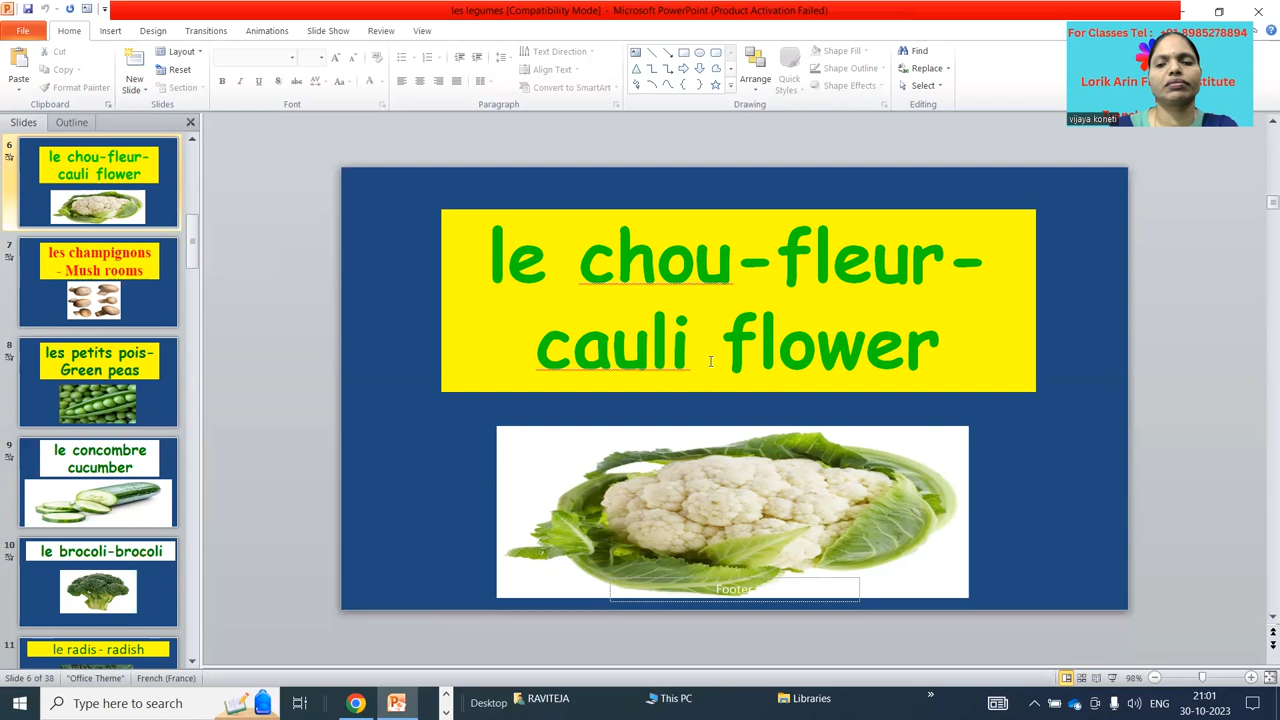 les legumes [Compatibility Mode] - Microsoft PowerPoint (Product Activation Failed)
File Home Insert Design Transitions Animations Slide Show Review View
For Classes Tel : +91 8985278894
Lorik Arin
vijaya koneti
Paste
Cut
Copy
Format Painter
Clipboard
New Slide
Layout
Reset
Section
Slides
Font
Text Direction
Align Text
Convert to SmartArt
Paragraph
Arrange
Quick Styles
Shape Fill
Shape Outline
Shape Effects
Drawing
Find
Replace
Select
Editing
Slides Outline
6
le chou-fleur-
cauli flower
7
les champignons
- Mush rooms
8
les petits pois-
Green peas
9
le concombre
cucumber
10
le brocoli-brocoli
11
le radis - radish
le chou-fleur-
cauli flower
Footer
Slide 6 of 38 "Office Theme" French (France) 98%
Type here to search
Desktop RAVITEJA This PC Libraries
ENG
21:01
30-10-2023